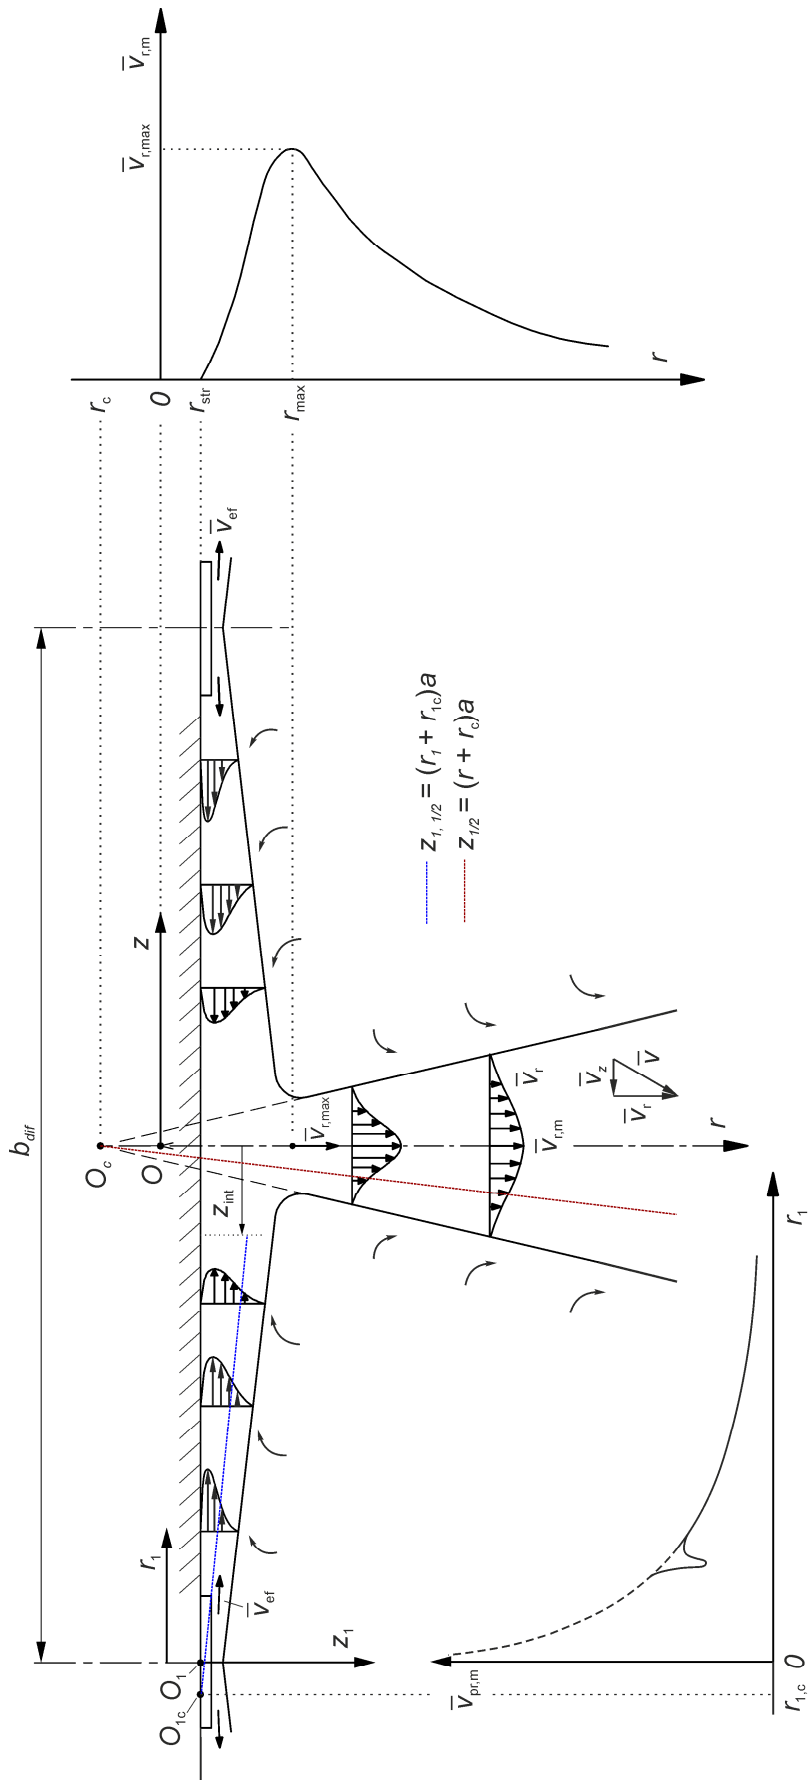 v̅r,m
v̅r,max
r
rc
0
rstr
rmax
v̅ef
bdif
z
z1, 1/2 = (r1 + r1c)a
z1/2 = (r + rc)a
Oc
O
v̅r,max
zint
v̅r
v̅r,m
v̅z
v̅
v̅r
r
r1
v̅ef
z1
O1
O1c
v̅pr,m
r1
0
r1,c